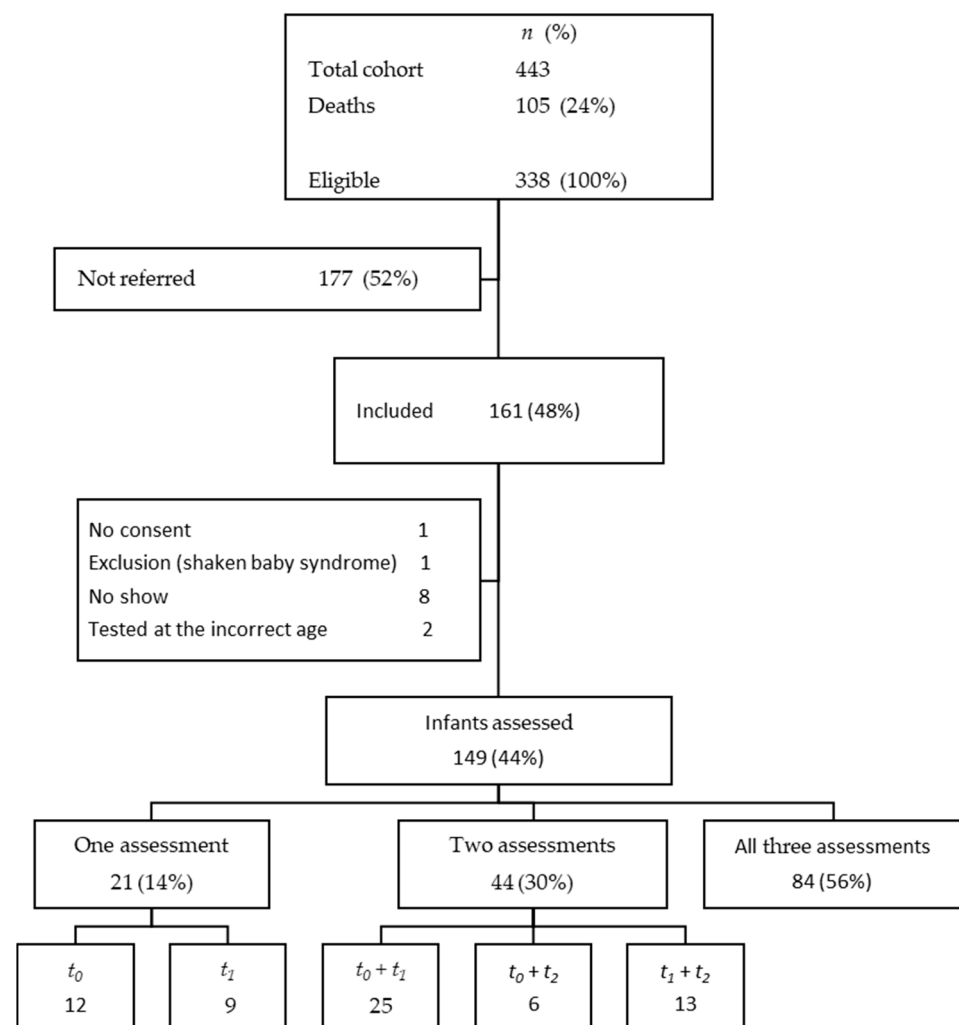 n (%)
Total cohort 443
Deaths 105 (24%)
Eligible 338 (100%)
Not referred 177 (52%)
Included 161 (48%)
No consent 1
Exclusion (shaken baby syndrome) 1
No show 8
Tested at the incorrect age 2
Infants assessed
149 (44%)
One assessment
21 (14%)
Two assessments
44 (30%)
All three assessments
84 (56%)
t0
12
t1
9
t0 + t1
25
t0 + t2
6
t1 + t2
13